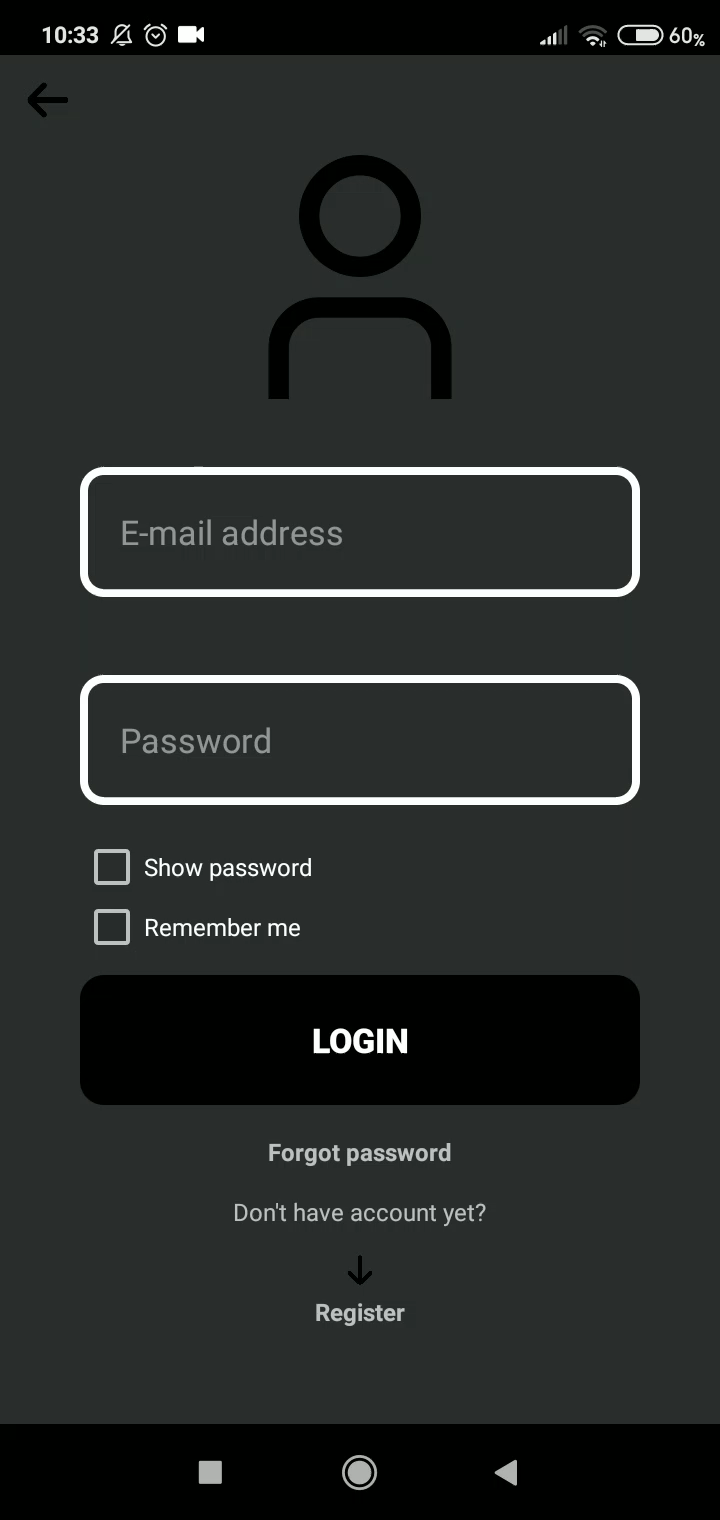 10:33 60%
E-mail address
Password
Show password
Remember me
LOGIN
Forgot password
Don't have account yet?
Register